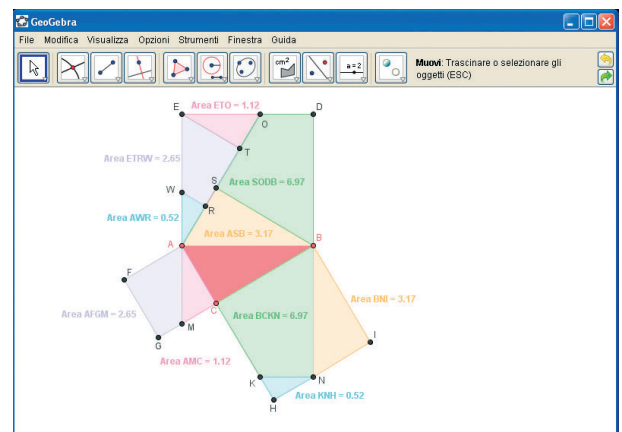 GeoGebra
File Modifica Visualizza Opzioni Strumenti Finestra Guida
cm²
a = 2
Muovi: Trascinare o selezionare gli
oggetti (ESC)
E
Area ETO = 1.12
O
D
T
Area ETRW = 2.65
W
S
Area SODB = 6.97
R
Area AWR = 0.52
Area ASB = 3.17
A
B
F
C
Area BNI = 3.17
Area AFGM = 2.65
M
Area BCKN = 6.97
G
I
Area AMC = 1.12
K
N
Area KNH = 0.52
H